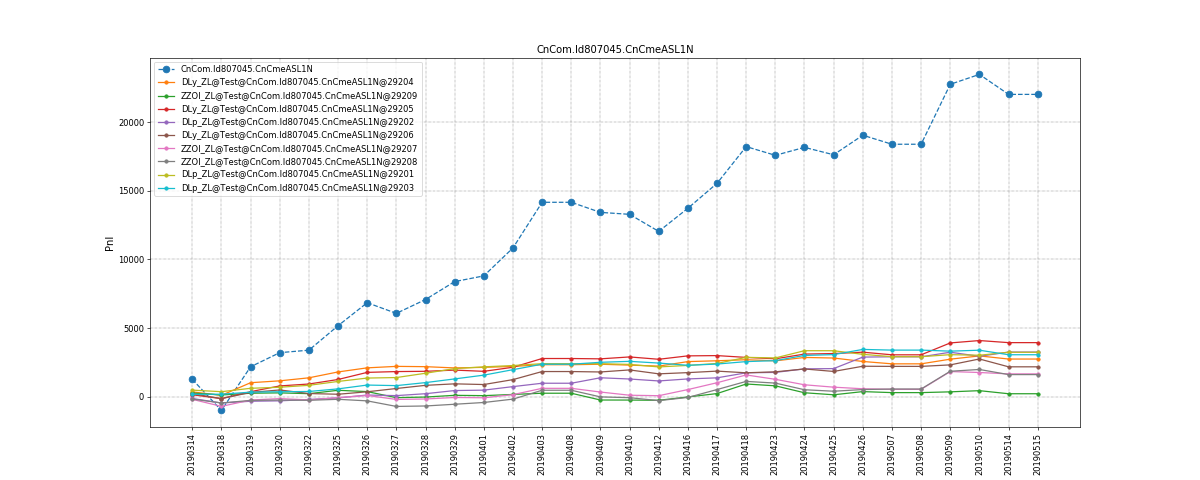 CnCom.Id807045.CnCmeASL1N
CnCom.Id807045.CnCmeASL1N
DLy_ZL@Test@CnCom.Id807045.CnCmeASL1N@29204
ZZOI_ZL@Test@CnCom.Id807045.CnCmeASL1N@29209
DLy_ZL@Test@CnCom.Id807045.CnCmeASL1N@29205
DLp_ZL@Test@CnCom.Id807045.CnCmeASL1N@29202
DLy_ZL@Test@CnCom.Id807045.CnCmeASL1N@29206
ZZOI_ZL@Test@CnCom.Id807045.CnCmeASL1N@29207
ZZOI_ZL@Test@CnCom.Id807045.CnCmeASL1N@29208
DLp_ZL@Test@CnCom.Id807045.CnCmeASL1N@29201
DLp_ZL@Test@CnCom.Id807045.CnCmeASL1N@29203
20000
15000
10000
5000
0
Pnl
20190314
20190318
20190319
20190320
20190322
20190325
20190326
20190327
20190328
20190329
20190401
20190402
20190403
20190408
20190409
20190410
20190412
20190416
20190417
20190418
20190423
20190424
20190425
20190426
20190507
20190508
20190509
20190510
20190514
20190515